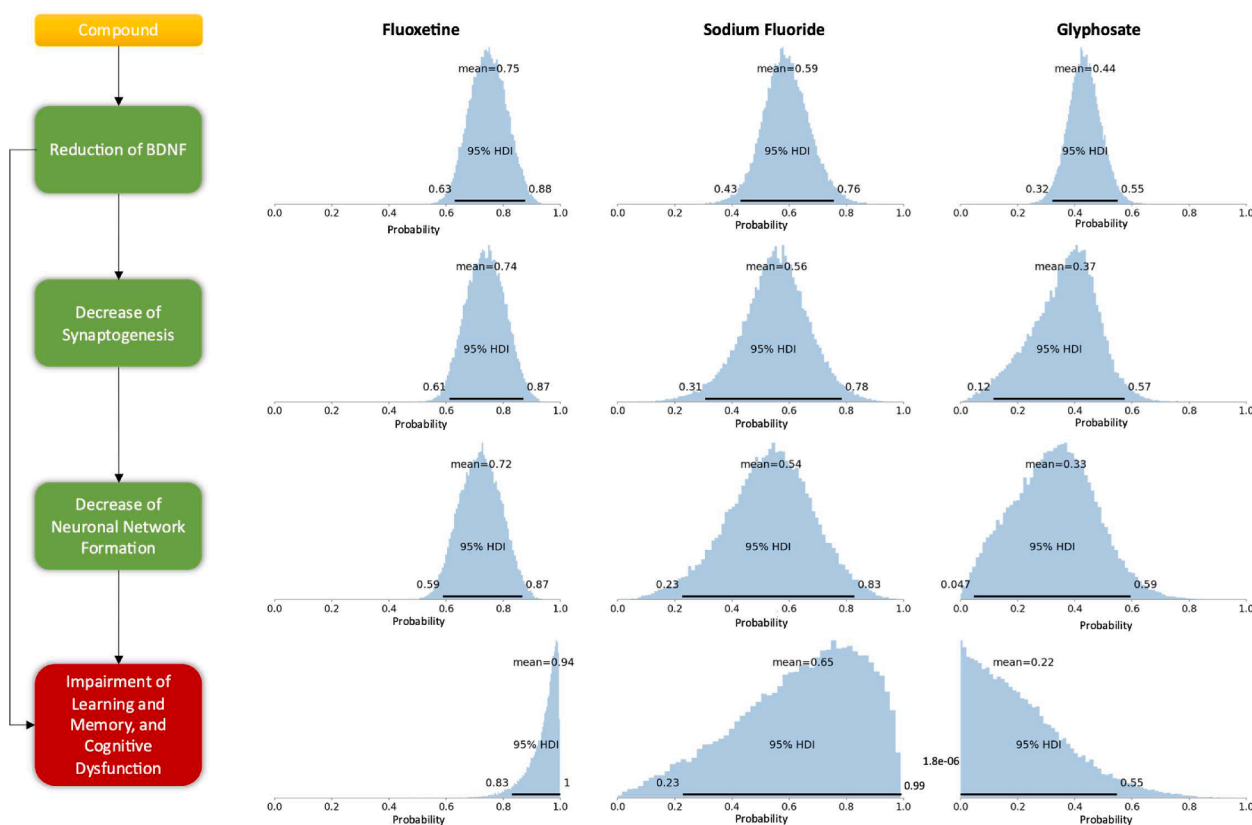 Compound
Fluoxetine
Sodium Fluoride
Glyphosate
Reduction of BDNF
mean=0.75
95% HDI
0.63
0.88
0.0 0.2 0.4 0.6 0.8 1.0
Probability
mean=0.59
95% HDI
0.43
0.76
0.0 0.2 0.4 0.6 0.8 1.0
Probability
mean=0.44
95% HDI
0.32
0.55
0.0 0.2 0.4 0.6 0.8 1.0
Probability
Decrease of
Synaptogenesis
mean=0.74
95% HDI
0.61
0.87
0.0 0.2 0.4 0.6 0.8 1.0
Probability
mean=0.56
95% HDI
0.31
0.78
0.0 0.2 0.4 0.6 0.8 1.0
Probability
mean=0.37
95% HDI
0.12
0.57
0.0 0.2 0.4 0.6 0.8 1.0
Probability
Decrease of
Neuronal Network
Formation
mean=0.72
95% HDI
0.59
0.87
0.0 0.2 0.4 0.6 0.8 1.0
Probability
mean=0.54
95% HDI
0.23
0.83
0.0 0.2 0.4 0.6 0.8 1.0
Probability
mean=0.33
95% HDI
0.047
0.59
0.0 0.2 0.4 0.6 0.8 1.0
Probability
Impairment of
Learning and
Memory, and
Cognitive
Dysfunction
mean=0.94
95% HDI
0.83
1
0.0 0.2 0.4 0.6 0.8 1.0
Probability
mean=0.65
95% HDI
0.23
0.99
0.0 0.2 0.4 0.6 0.8 1.0
Probability
mean=0.22
95% HDI
1.8e-06
0.55
0.0 0.2 0.4 0.6 0.8 1.0
Probability